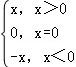 x, x＞0
0, x=0
-x, x＜0